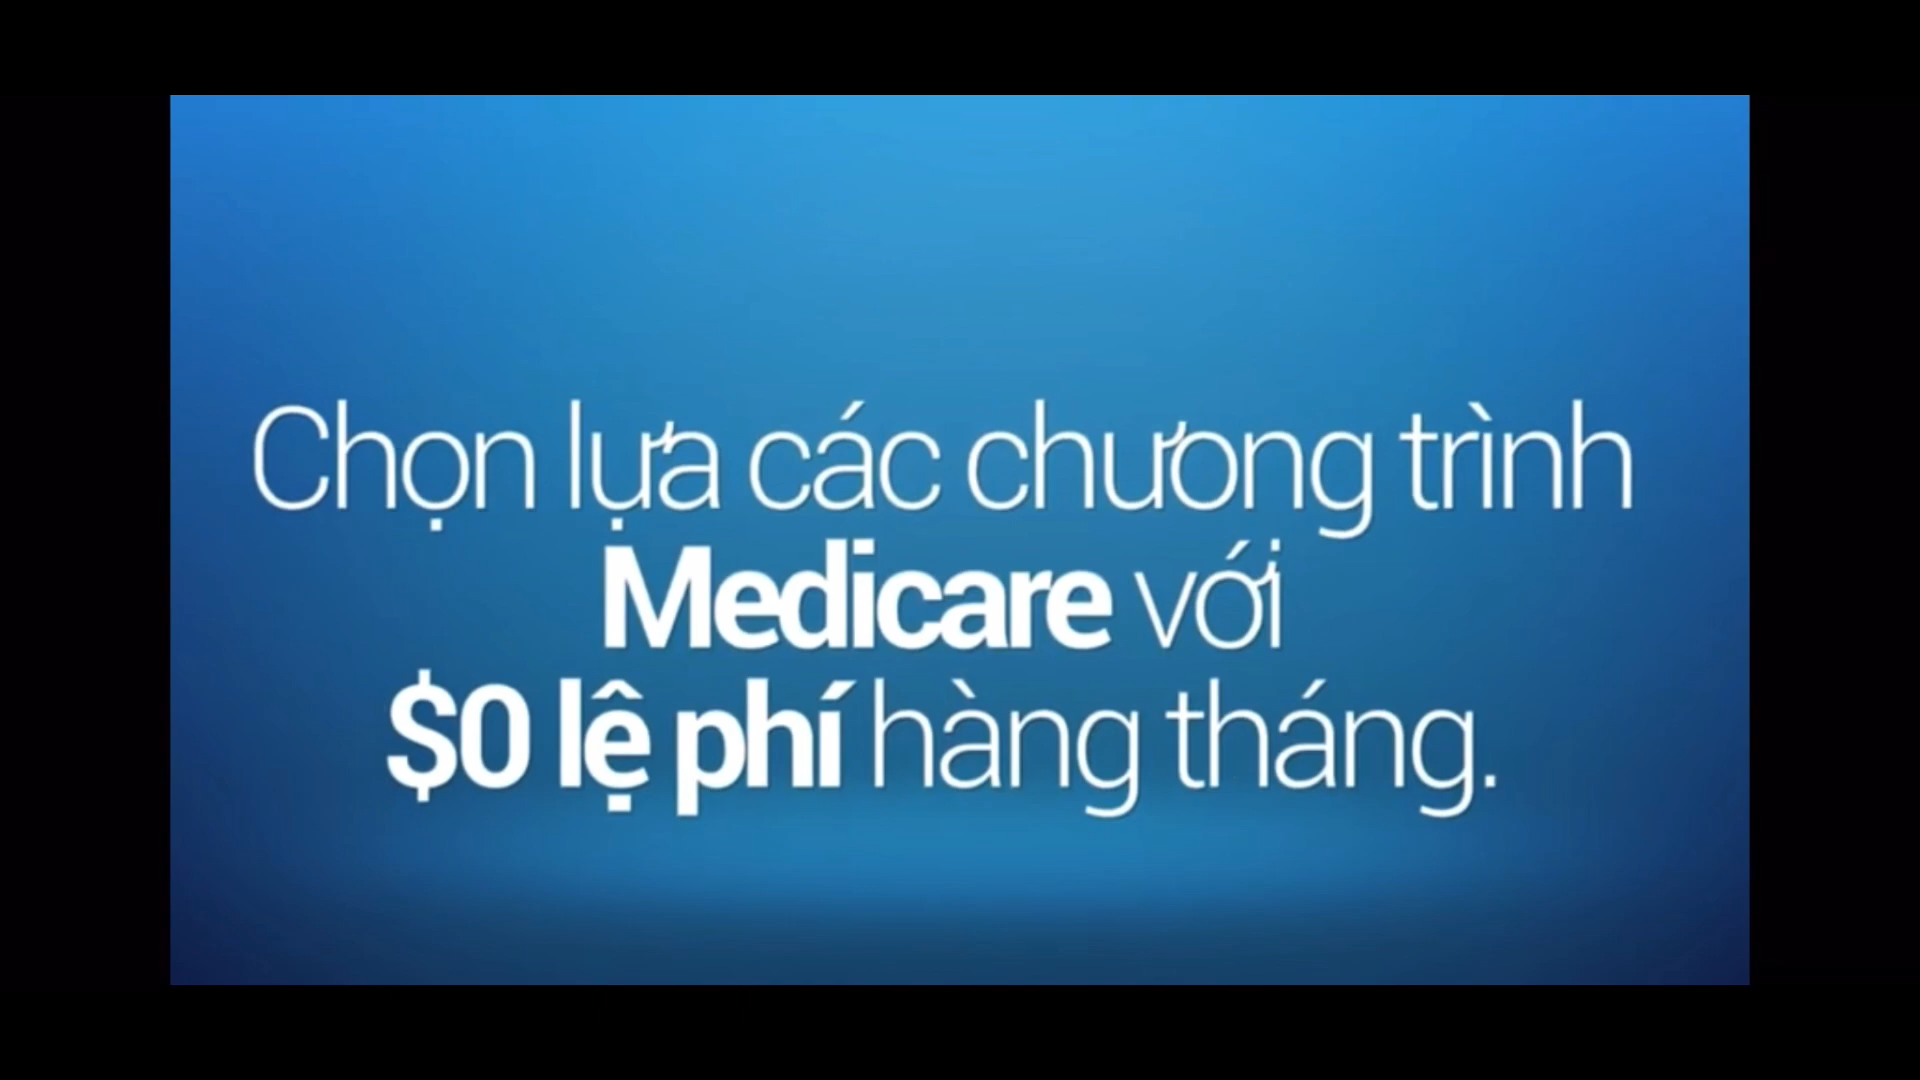 Chọn lựa các chương trình
Medicare với
$0 lệ phí hàng tháng.